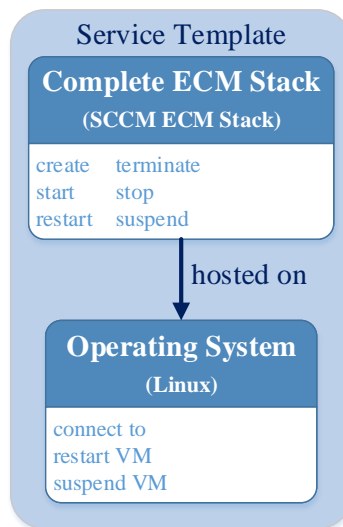 Service Template
Complete ECM Stack
(SCCM ECM Stack)
create terminate
start stop
restart suspend
hosted on
Operating System
(Linux)
connect to
restart VM
suspend VM